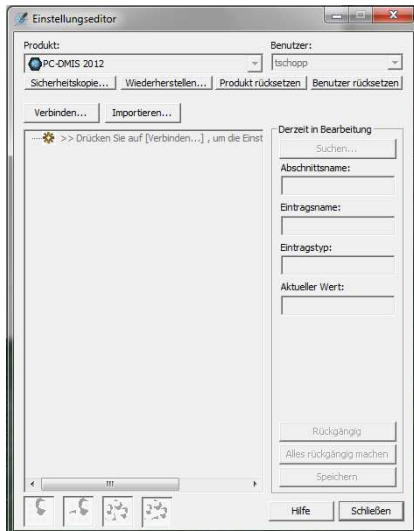 Einstellungseditor
Produkt:
Benutzer:
PC-DMIS 2012
tschopp
Sicherheitskopie... Wiederherstellen... Produkt rücksetzen Benutzer rücksetzen
Verbinden... Importieren...
>> Drücken Sie auf [Verbinden...] , um die Einst
Derzeit in Bearbeitung
Suchen...
Abschnittsname:
Eintragsname:
Eintragstyp:
Aktueller Wert:
Rückgängig
Alles rückgängig machen
Speichern
Hilfe Schließen